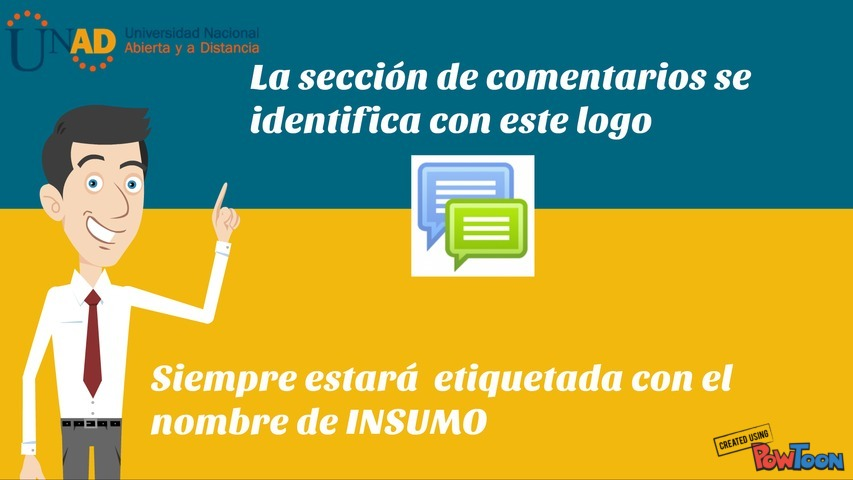 UNAD
Universidad Nacional
Abierta y a Distancia
La sección de comentarios se
identifica con este logo
Siempre estará etiquetada con el
nombre de INSUMO
CREATED USING
POWTOON